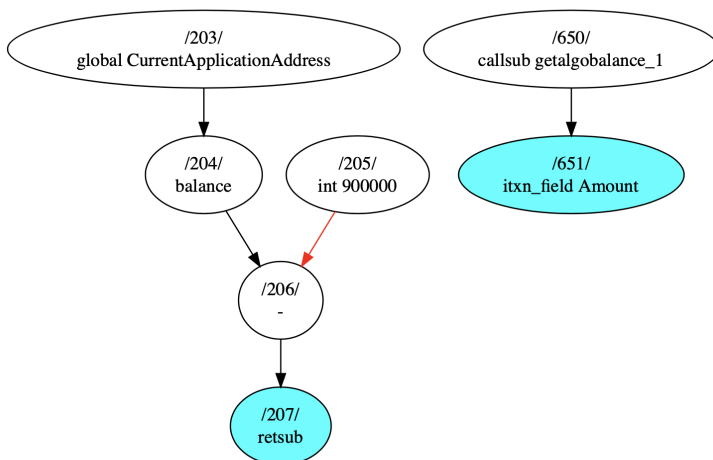 /203/
global CurrentApplicationAddress
/650/
callsub getalgobalance_1
/204/
balance
/205/
int 900000
/651/
itxn_field Amount
/206/
-
/207/
retsub